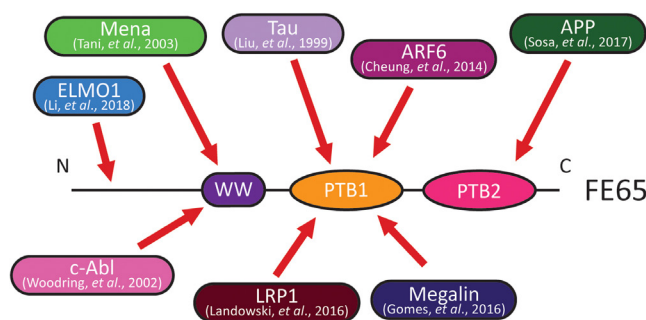 Mena
(Tani, et al., 2003)
Tau
(Liu, et al., 1999)
ARF6
(Cheung, et al., 2014)
APP
(Sosa, et al., 2017)
ELMO1
(Li, et al., 2018)
N
C
WW
PTB1
PTB2
FE65
c-Abl
(Woodring, et al., 2002)
LRP1
(Landowski, et al., 2016)
Megalin
(Gomes, et al., 2016)